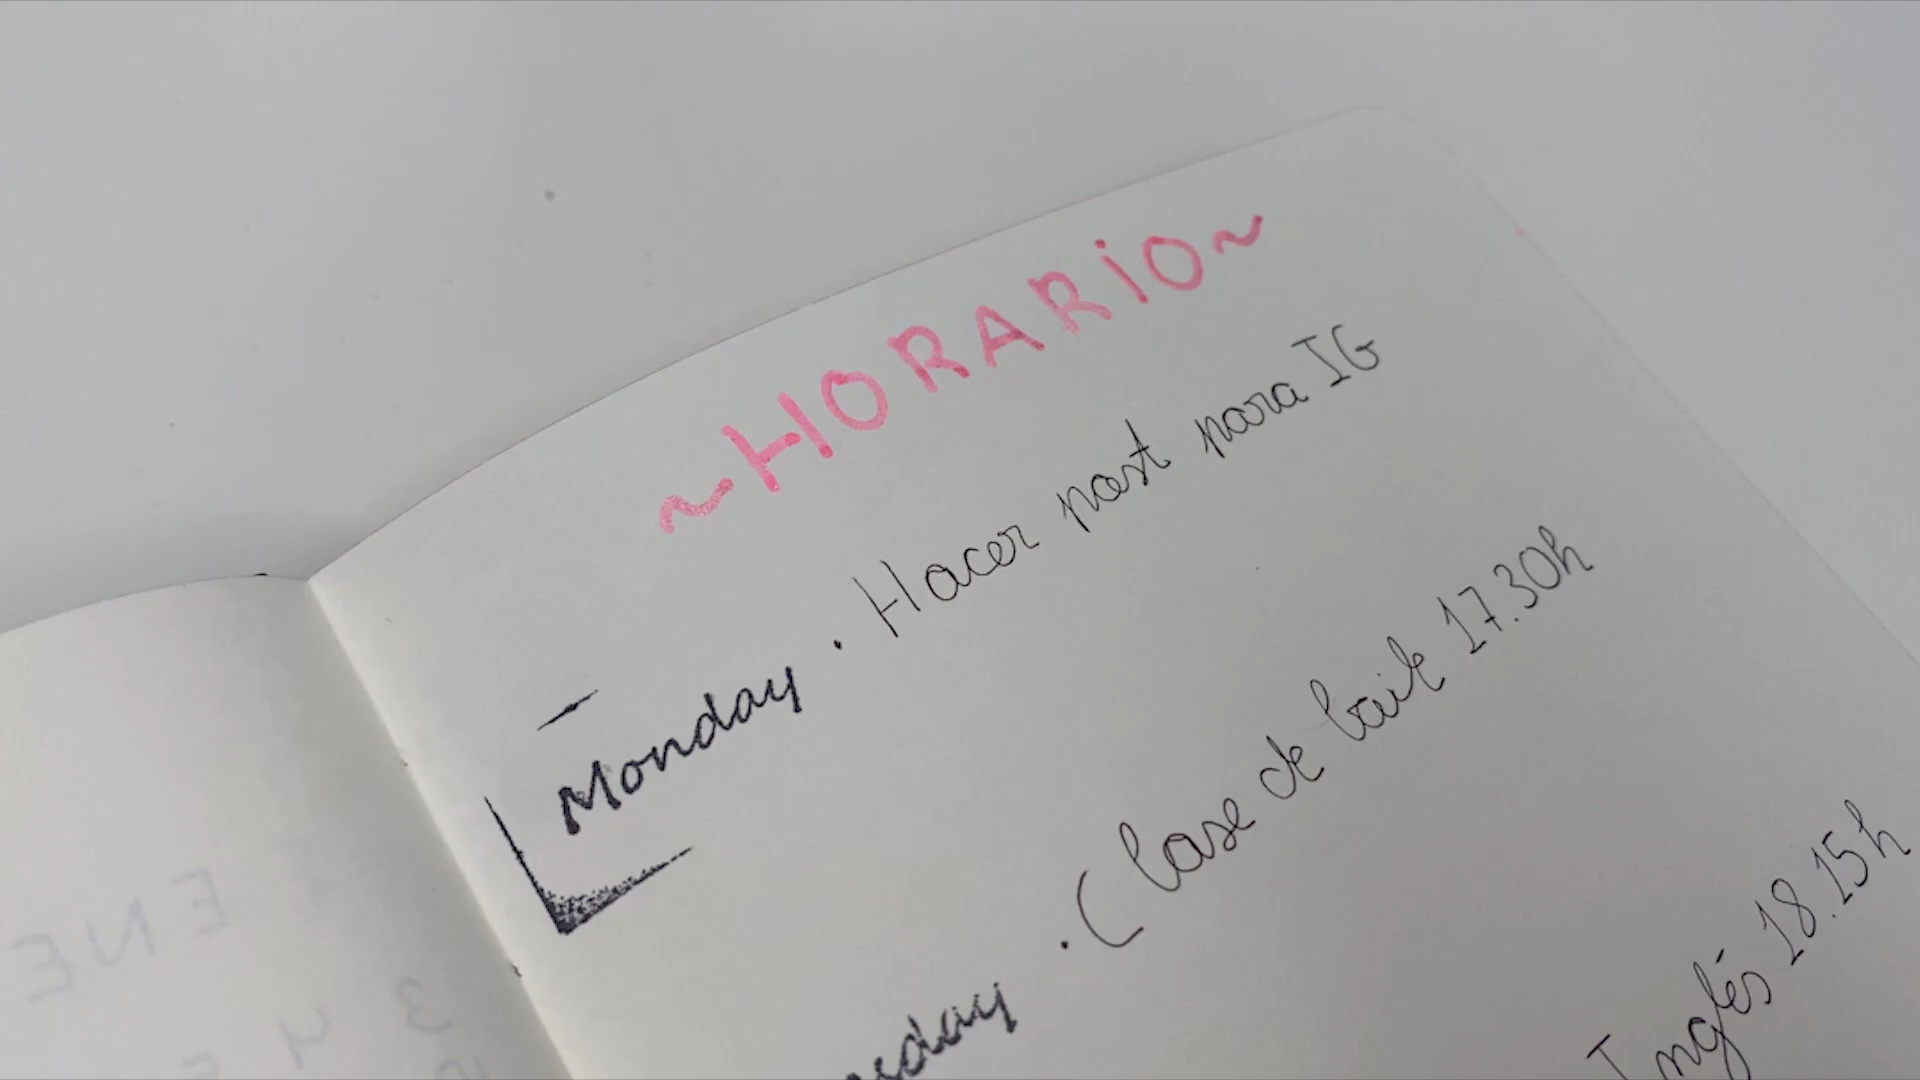 ~HORARIO~
Monday · Hacer post para IG
· Clase de baile 17.30h
Inglés 18.15h